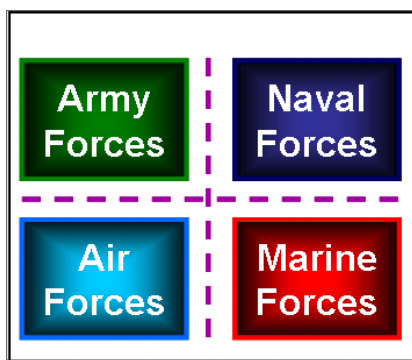 Army
Forces
Naval
Forces
Air
Forces
Marine
Forces